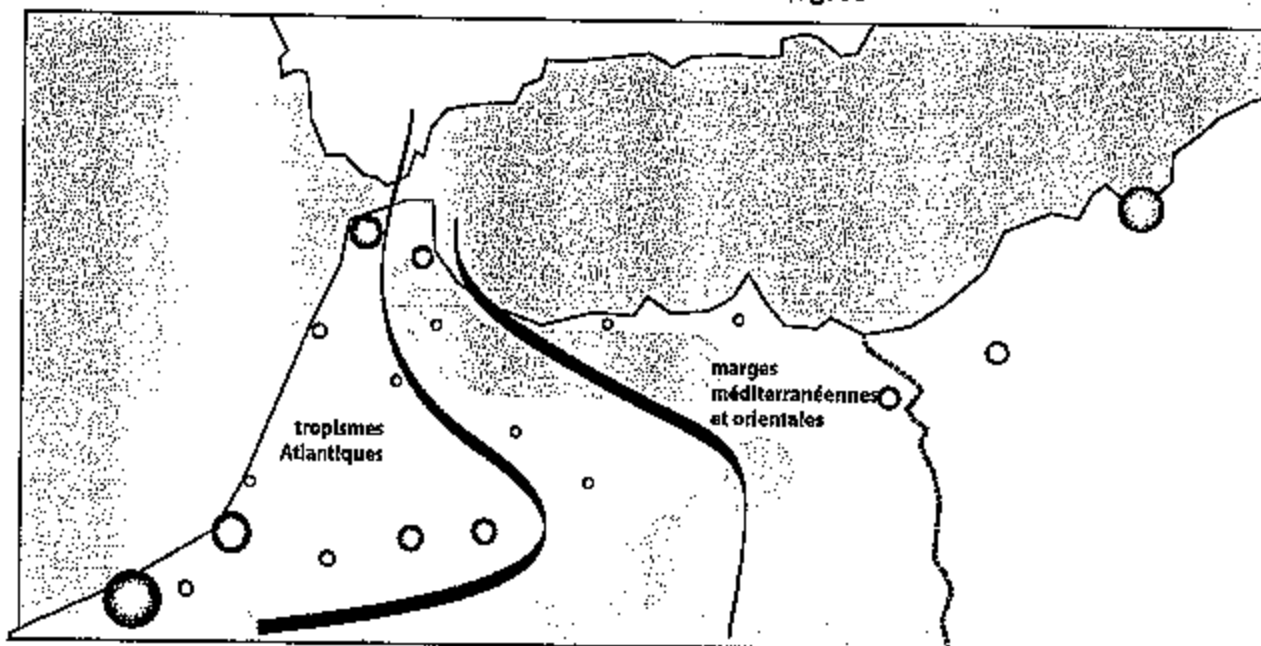 tropismes
Atlantiques
marges
méditerranéennes
et orientales